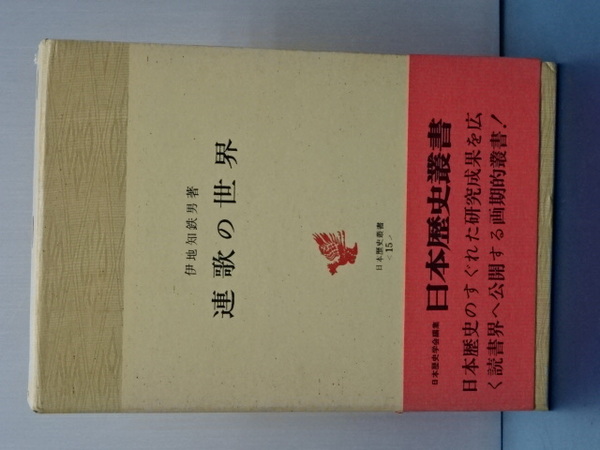 伊地知鉄男著
連歌の世界
日本歴史叢書
<15>
日本歴史学会編集
日本歴史叢書
日本歴史のすぐれた研究成果を広
く読書界へ公開する画期的叢書!